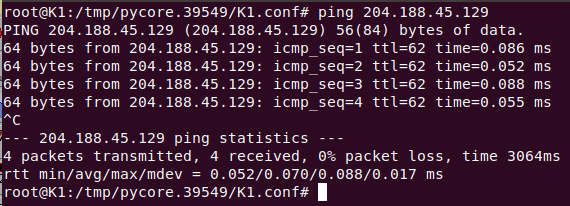 root@K1:/tmp/pycore.39549/K1.conf# ping 204.188.45.129
PING 204.188.45.129 (204.188.45.129) 56(84) bytes of data.
64 bytes from 204.188.45.129: icmp_seq=1 ttl=62 time=0.086 ms
64 bytes from 204.188.45.129: icmp_seq=2 ttl=62 time=0.052 ms
64 bytes from 204.188.45.129: icmp_seq=3 ttl=62 time=0.088 ms
64 bytes from 204.188.45.129: icmp_seq=4 ttl=62 time=0.055 ms
^C
--- 204.188.45.129 ping statistics ---
4 packets transmitted, 4 received, 0% packet loss, time 3064ms
rtt min/avg/max/mdev = 0.052/0.070/0.088/0.017 ms
root@K1:/tmp/pycore.39549/K1.conf#